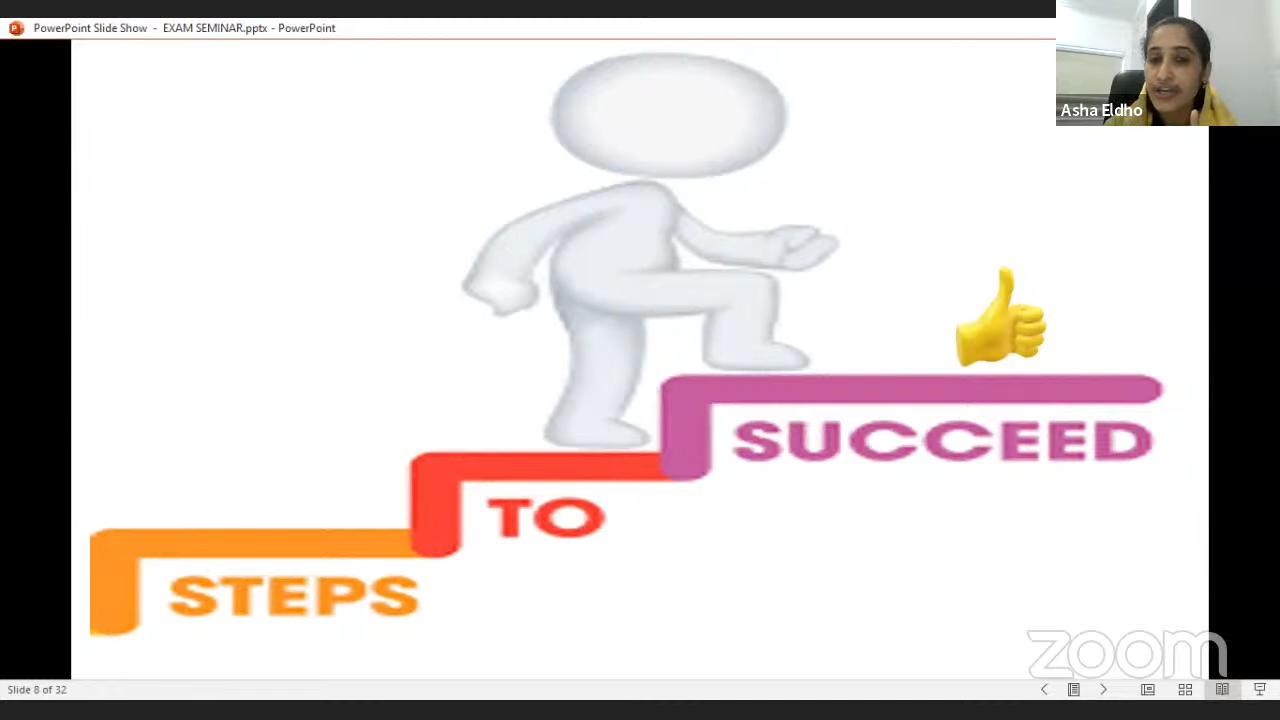 PowerPoint Slide Show - EXAM SEMINAR.pptx - PowerPoint
Asha Eldho
SUCCEED
TO
STEPS
zoom
Slide 8 of 32